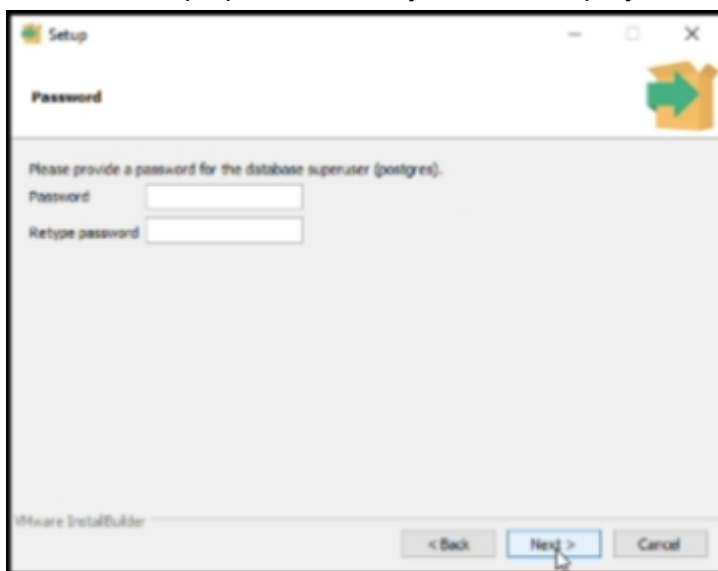 Setup
Password
Please provide a password for the database superuser (postgres).
Password
Retype password
VMware InstallBuilder
< Back
Next >
Cancel